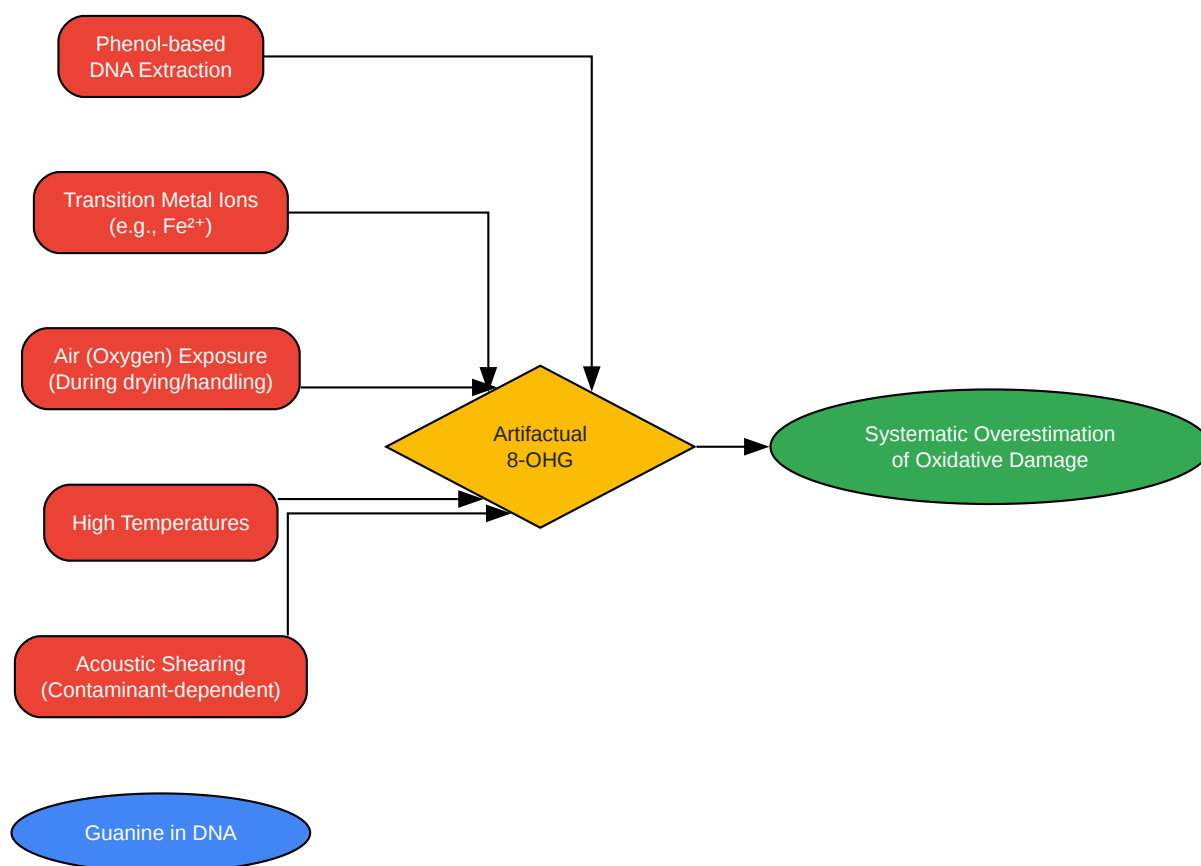 Phenol-based
DNA Extraction
Transition Metal Ions
(e.g., Fe²⁺)
Air (Oxygen) Exposure
(During drying/handling)
Artifactual
8-OHG
Systematic Overestimation
of Oxidative Damage
High Temperatures
Acoustic Shearing
(Contaminant-dependent)
Guanine in DNA